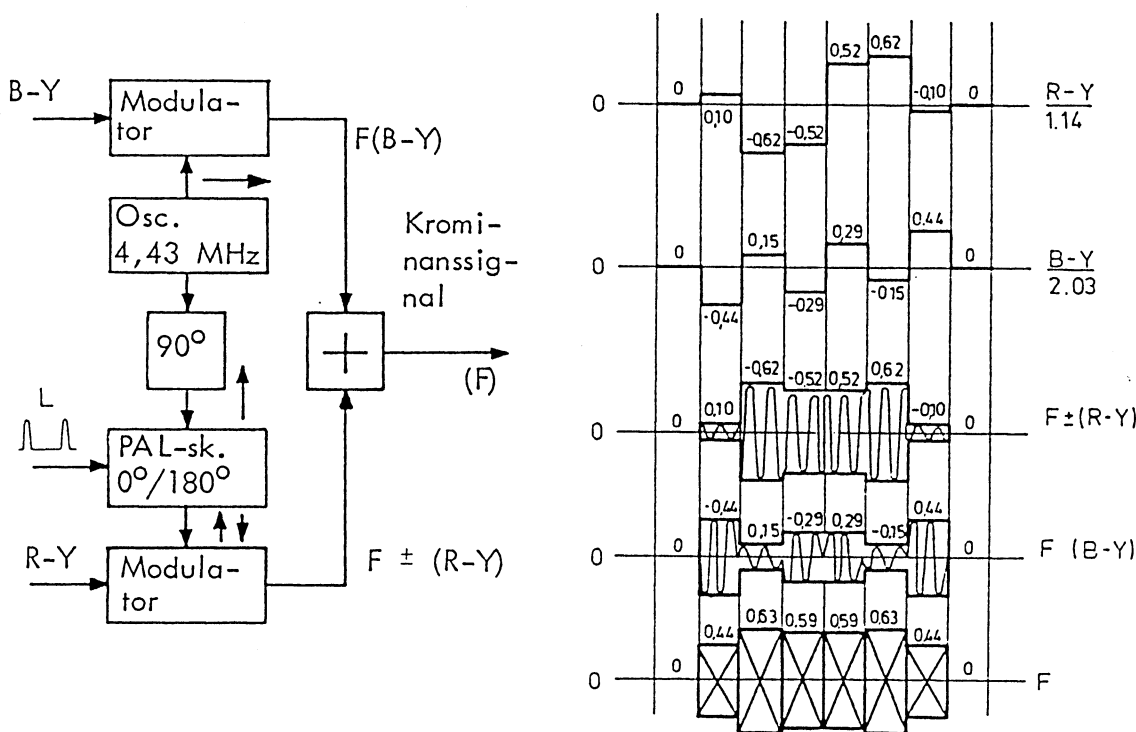 B-Y
Modula-
tor
F(B-Y)
Osc.
4,43 MHz
Kromi-
nanssig-
nal
90°
(F)
L
PAL-sk.
0°/180°
R-Y
Modula-
tor
F ± (R-Y)
0,52 0,62
0 0 0,10 -0,62 -0,52 -0,10 0
R-Y
1.14
0 0 -0,44 0,15 -0,29 0,29 -0,15 0.44 0
B-Y
2.03
0 0 0,10 -0,62 -0,52 0,52 0,62 -0,10 0
F±(R-Y)
0 -0,44 0,15 -0,29 0,29 -0,15 0,44
F (B-Y)
0 0 0,44 0,63 0.59 0,59 0,63 0,44 0
F